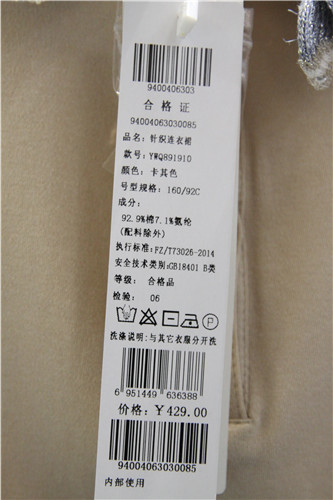 9400406303
合格证
94004063030085
品名：针织连衣裙
款号：YWQ891910
颜色：卡其色
号型规格：160/92C
成分：
92.9%棉7.1%氨纶
(配料除外)
执行标准：FZ/T73026-2014
安全技术类别：GB18401 B类
等级： 合格品
检验： 06
P
洗涤说明：与其它衣服分开洗
6 951449 636388
价格：￥429.00
94004063030085
内部使用